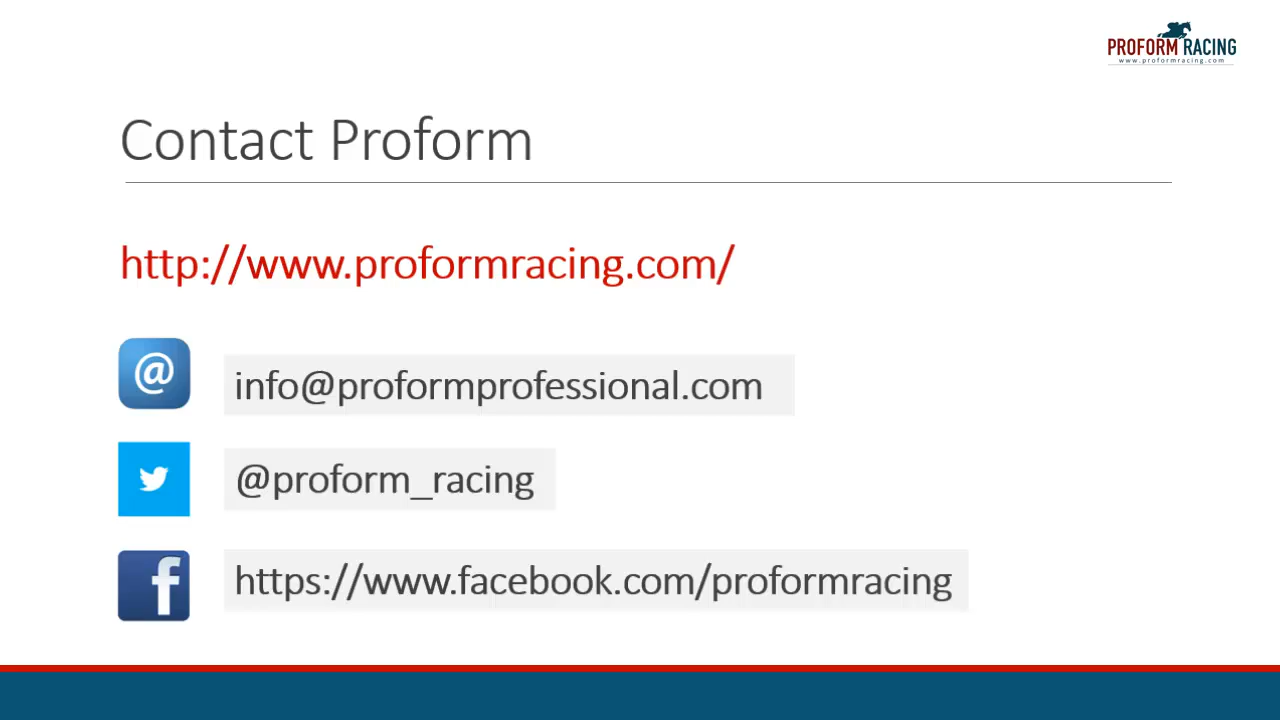 PROFORM RACING
www.proformracing.com
Contact Proform
http://www.proformracing.com/
@
info@proformprofessional.com
@proform_racing
f
https://www.facebook.com/proformracing